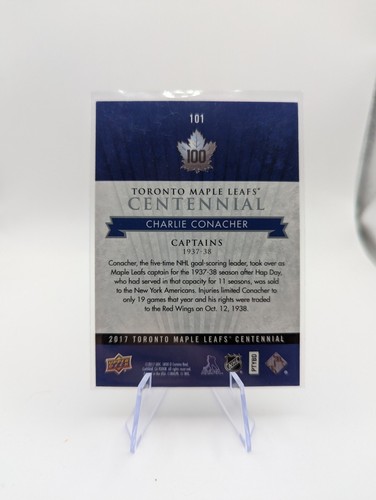 101
100
TORONTO MAPLE LEAFS®
CENTENNIAL
CHARLIE CONACHER
CAPTAINS
1937-38
Conacher, the five-time NHL goal-scoring leader, took over as
Maple Leafs captain for the 1937-38 season after Hap Day,
who had served in that capacity for 11 seasons, was sold
to the New York Americans. Injuries limited Conacher to
only 19 games that year and his rights were traded
to the Red Wings on Oct. 12, 1938.
2017 TORONTO MAPLE LEAFS® CENTENNIAL
UPPER DECK
NHL